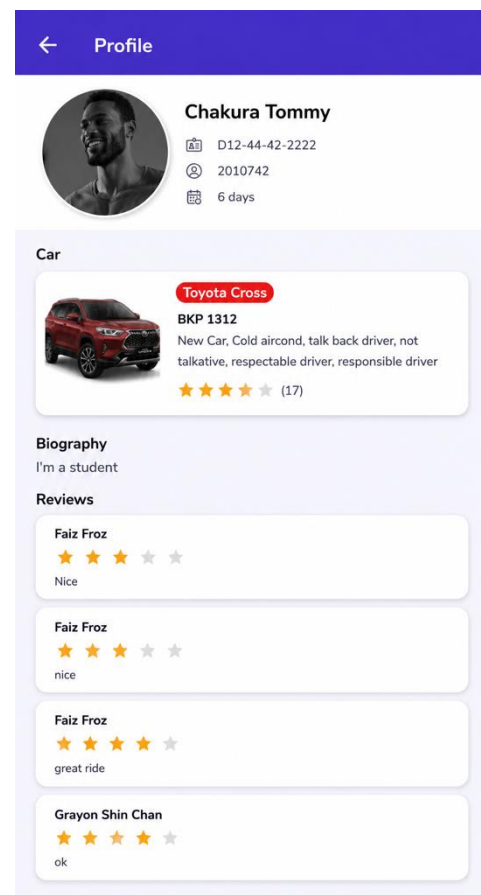 Profile
Chakura Tommy
D12-44-42-2222
2010742
6 days
Car
Toyota Cross
BKP 1312
New Car, Cold aircond, talk back driver, not
talkative, respectable driver, responsible driver
(17)
Biography
I'm a student
Reviews
Faiz Froz
Nice
Faiz Froz
nice
Faiz Froz
great ride
Grayon Shin Chan
ok